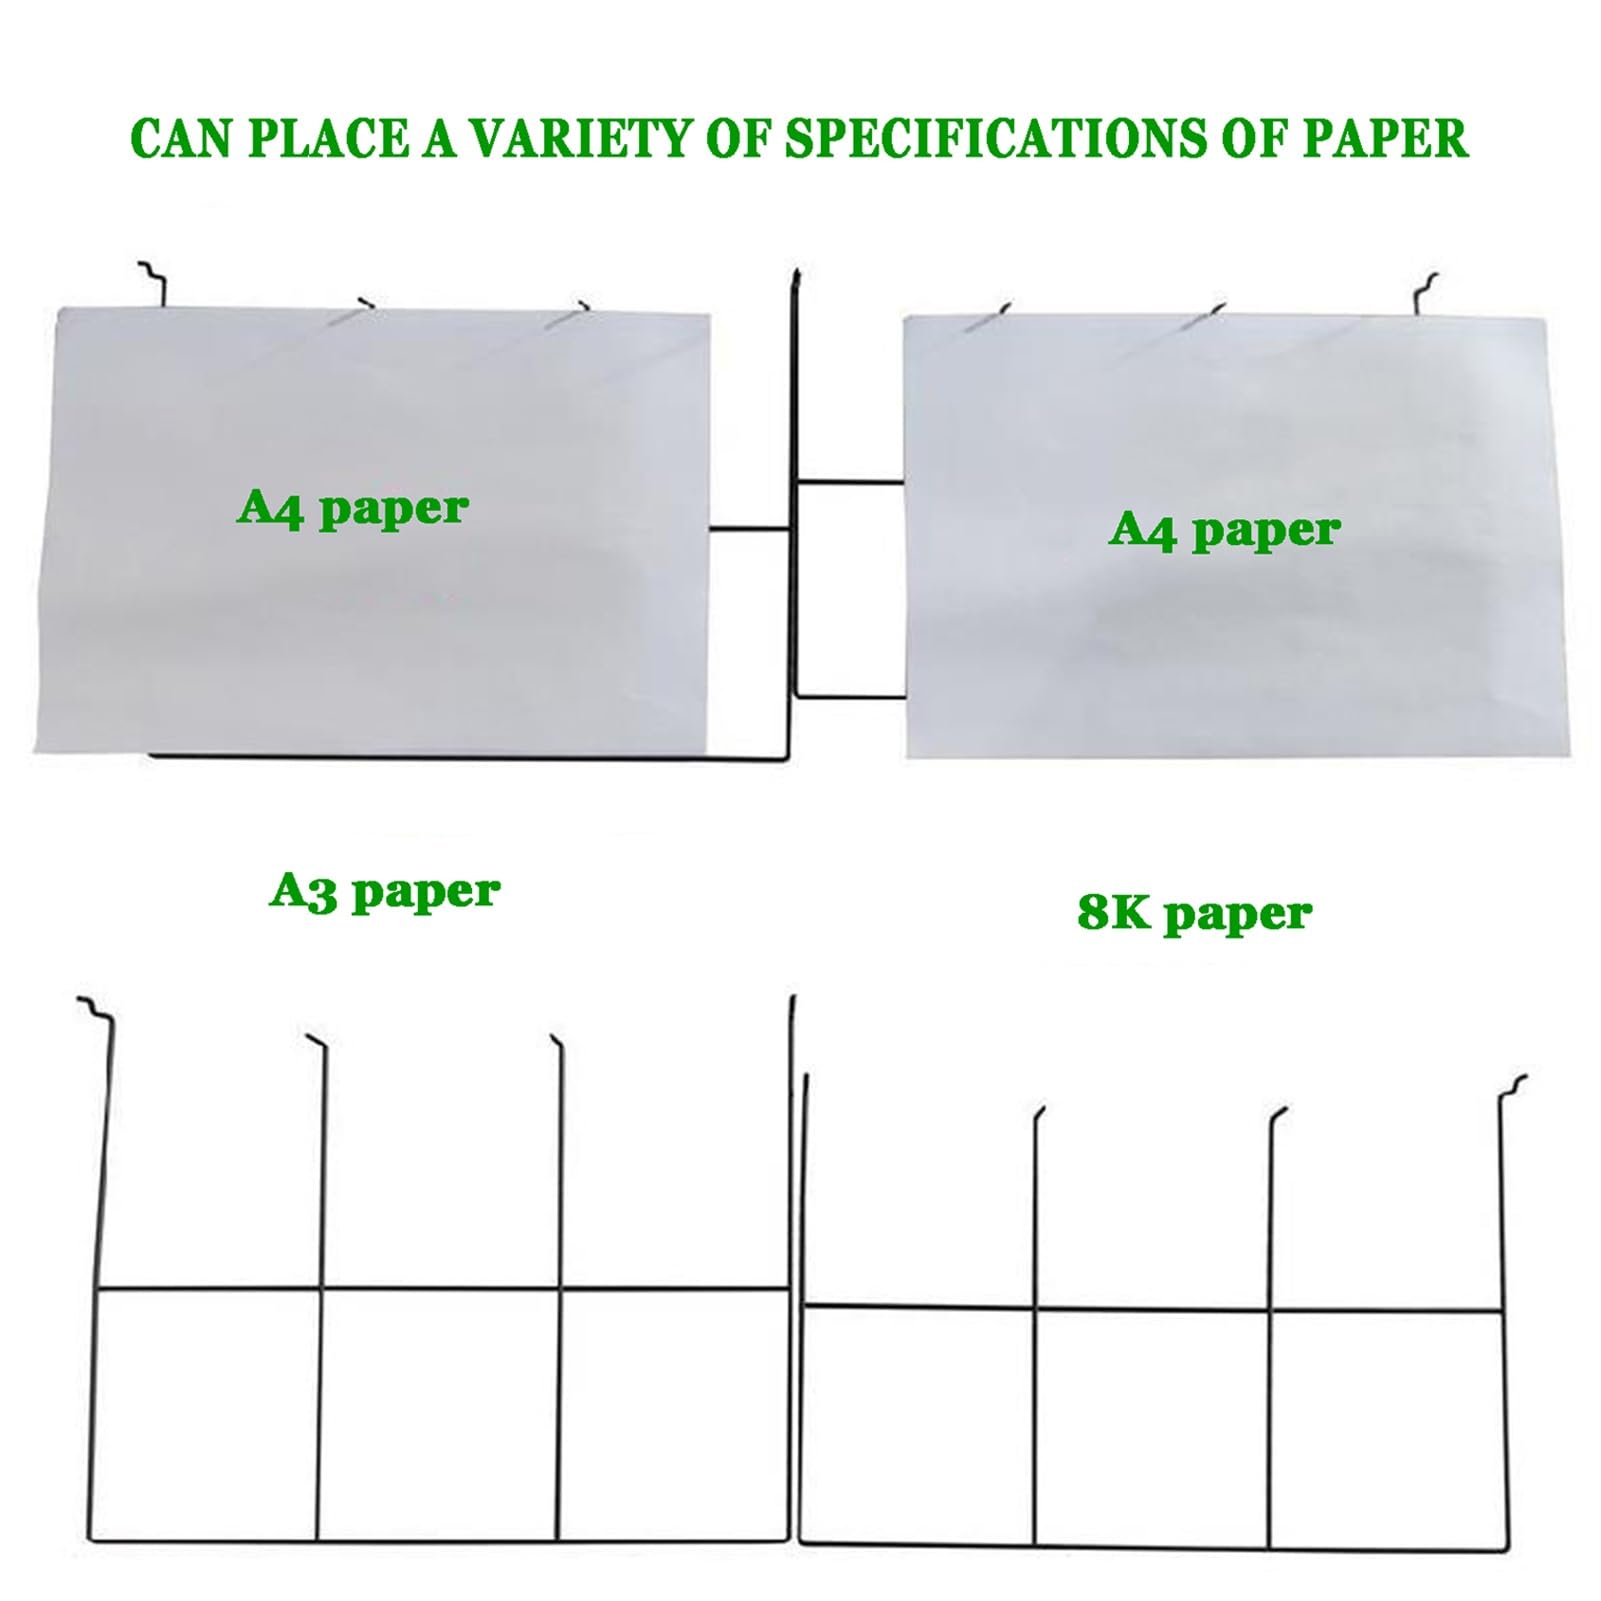 CAN PLACE A VARIETY OF SPECIFICATIONS OF PAPER
A4 paper
A4 paper
A3 paper
8K paper